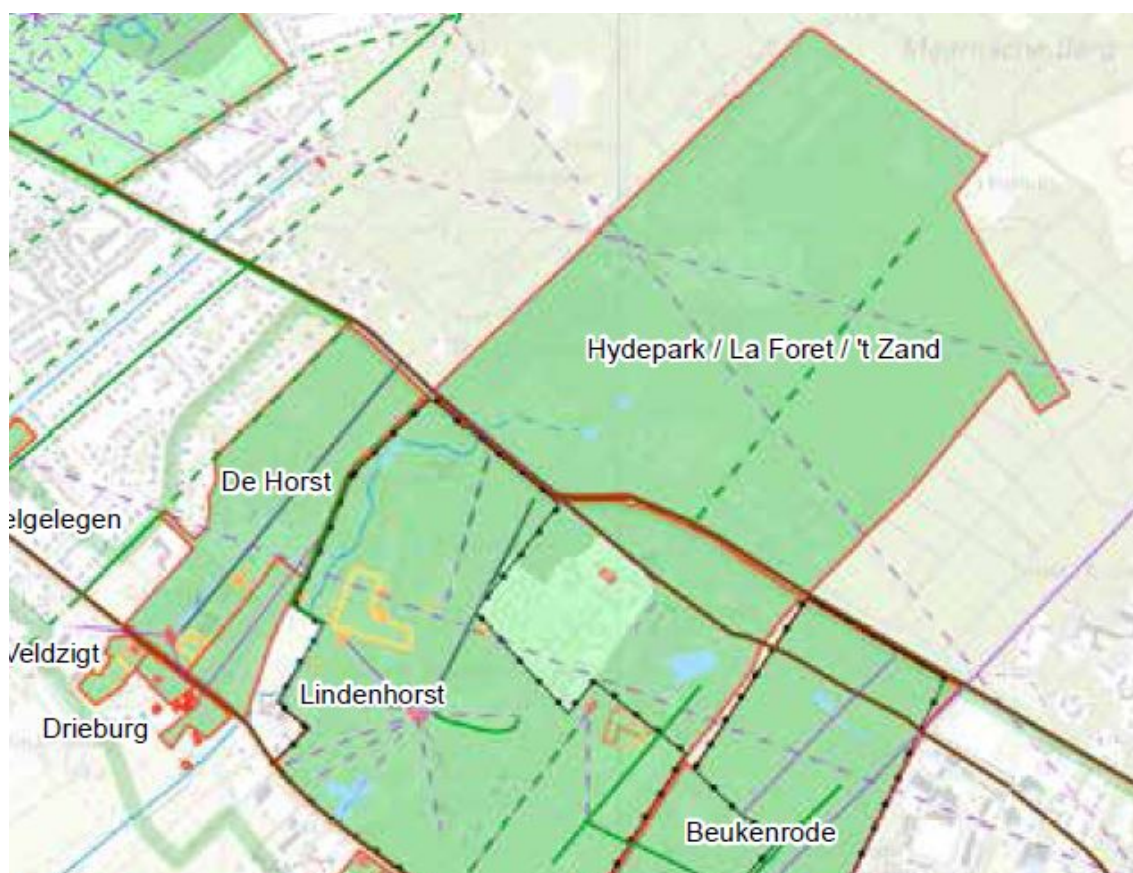 Hydepark / La Foret / 't Zand
De Horst
elgelegen
Veldzigt
Lindenhorst
Drieburg
Beukenrode